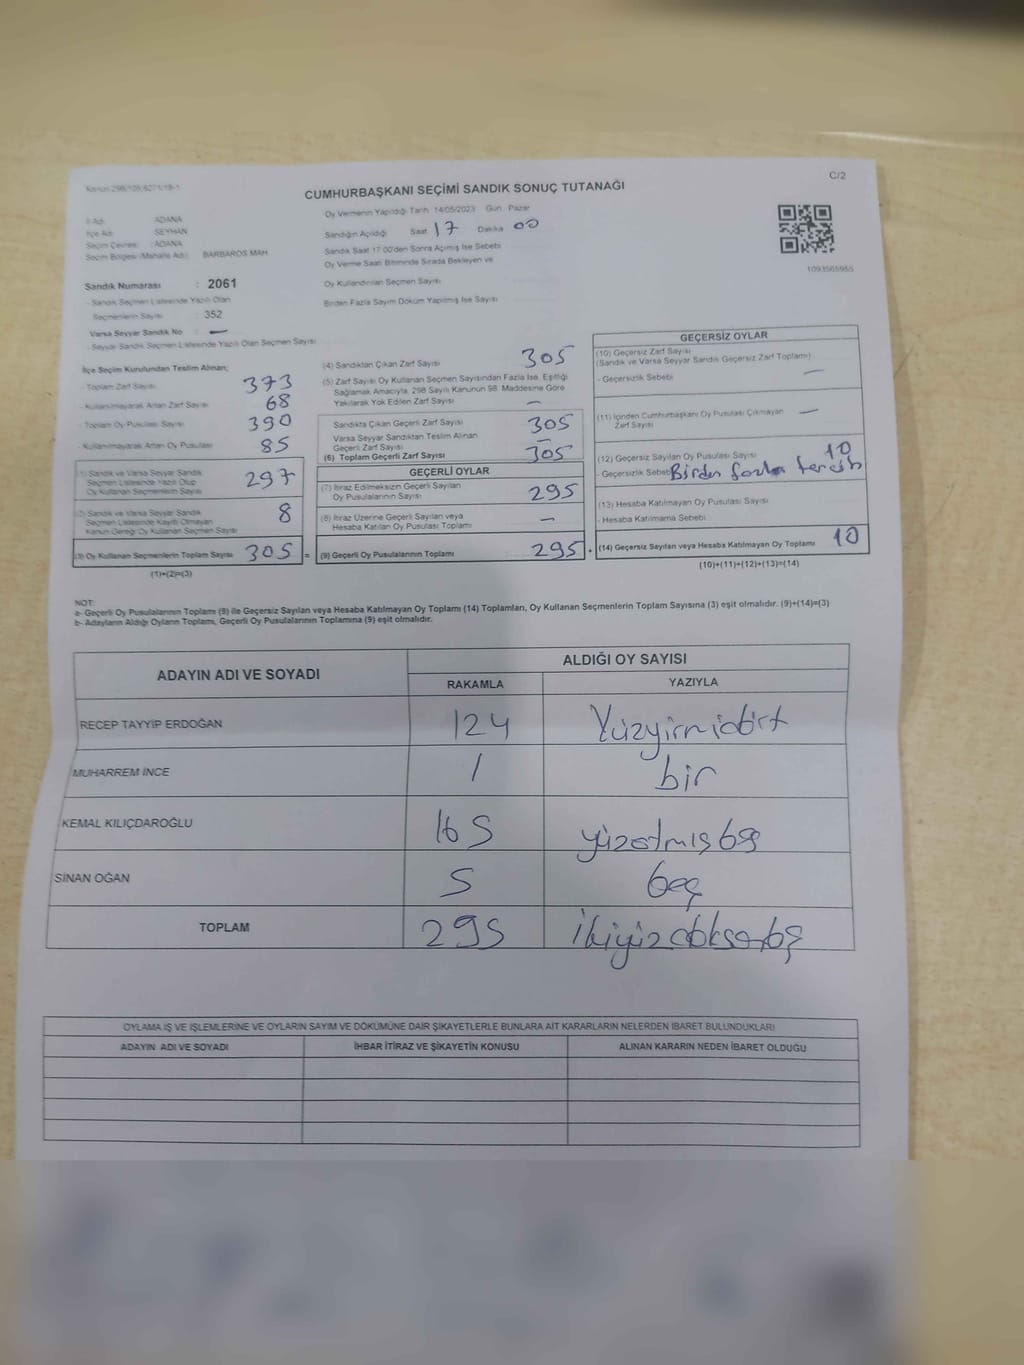 Kanun:298/105;6271/18-1
C/2
CUMHURBAŞKANI SEÇİMİ SANDIK SONUÇ TUTANAĞI
İl Adı : ADANA
İlçe Adı : SEYHAN
Seçim Çevresi : ADANA
Seçim Bölgesi (Mahalle Adı) : BARBAROS MAH
Oy Vermenin Yapıldığı Tarih 14/05/2023 Gün Pazar
Sandığın Açıldığı Saat 17 Dakika 00
Sandık Saat 17:00'den Sonra Açılmış İse Sebebi
Oy Verme Saati Bitiminde Sırada Bekleyen ve
Oy Kullandırılan Seçmen Sayısı
Birden Fazla Sayım Döküm Yapılmış İse Sayısı
1093565955
Sandık Numarası : 2061
- Sandık Seçmen Listesinde Yazılı Olan
Seçmenlerin Sayısı : 352
Varsa Seyyar Sandık No : —
- Seyyar Sandık Seçmen Listesinde Yazılı Olan Seçmen Sayısı
İlçe Seçim Kurulundan Teslim Alınan;
- Toplam Zarf Sayısı 373
- Kullanılmayarak Artan Zarf Sayısı 68
- Toplam Oy Pusulası Sayısı 390
- Kullanılmayarak Artan Oy Pusulası 85
(1) Sandık ve Varsa Seyyar Sandık
Seçmen Listesinde Yazılı Olup
Oy Kullanan Seçmenlerin Sayısı 297
(2) Sandık ve Varsa Seyyar Sandık
Seçmen Listesinde Kayıtlı Olmayan
Kanun Gereği Oy Kullanan Seçmen Sayısı 8
(3) Oy Kullanan Seçmenlerin Toplam Sayısı 305 =
(1)+(2)=(3)
(4) Sandıktan Çıkan Zarf Sayısı 305
(5) Zarf Sayısı Oy Kullanan Seçmen Sayısından Fazla İse, Eşitliği
Sağlamak Amacıyla, 298 Sayılı Kanunun 98. Maddesine Göre
Yakılarak Yok Edilen Zarf Sayısı —
Sandıkta Çıkan Geçerli Zarf Sayısı 305
Varsa Seyyar Sandıktan Teslim Alınan
Geçerli Zarf Sayısı —
(6) Toplam Geçerli Zarf Sayısı 305
GEÇERLİ OYLAR
(7) İtiraz Edilmeksizin Geçerli Sayılan
Oy Pusulalarının Sayısı 295
(8) İtiraz Üzerine Geçerli Sayılan veya
Hesaba Katılan Oy Pusulası Toplamı —
(9) Geçerli Oy Pusulalarının Toplamı 295 +
GEÇERSİZ OYLAR
(10) Geçersiz Zarf Sayısı
(Sandık ve Varsa Seyyar Sandık Geçersiz Zarf Toplamı)
- Geçersizlik Sebebi —
(11) İçinden Cumhurbaşkanı Oy Pusulası Çıkmayan
Zarf Sayısı —
(12) Geçersiz Sayılan Oy Pusulası Sayısı 10
- Geçersizlik Sebebi Birden fazla tercih
(13) Hesaba Katılmayan Oy Pusulası Sayısı
- Hesaba Katılmama Sebebi
(14) Geçersiz Sayılan veya Hesaba Katılmayan Oy Toplamı 10
(10)+(11)+(12)+(13)=(14)
NOT:
a- Geçerli Oy Pusulalarının Toplamı (9) ile Geçersiz Sayılan veya Hesaba Katılmayan Oy Toplamı (14) Toplamları, Oy Kullanan Seçmenlerin Toplam Sayısına (3) eşit olmalıdır. (9)+(14)=(3)
b- Adayların Aldığı Oyların Toplamı, Geçerli Oy Pusulalarının Toplamına (9) eşit olmalıdır.
ADAYIN ADI VE SOYADI
ALDIĞI OY SAYISI
RAKAMLA YAZIYLA
RECEP TAYYİP ERDOĞAN 124 Yüzyirmidört
MUHARREM İNCE 1 bir
KEMAL KILIÇDAROĞLU 165 yüzatmışbeş
SİNAN OĞAN 5 beş
TOPLAM 295 ikiyüzdoksanbeş
OYLAMA İŞ VE İŞLEMLERİNE VE OYLARIN SAYIM VE DÖKÜMÜNE DAİR ŞİKAYETLERLE BUNLARA AİT KARARLARIN NELERDEN İBARET BULUNDUKLARI
ADAYIN ADI VE SOYADI İHBAR İTİRAZ VE ŞİKAYETİN KONUSU ALINAN KARARIN NEDEN İBARET OLDUĞU